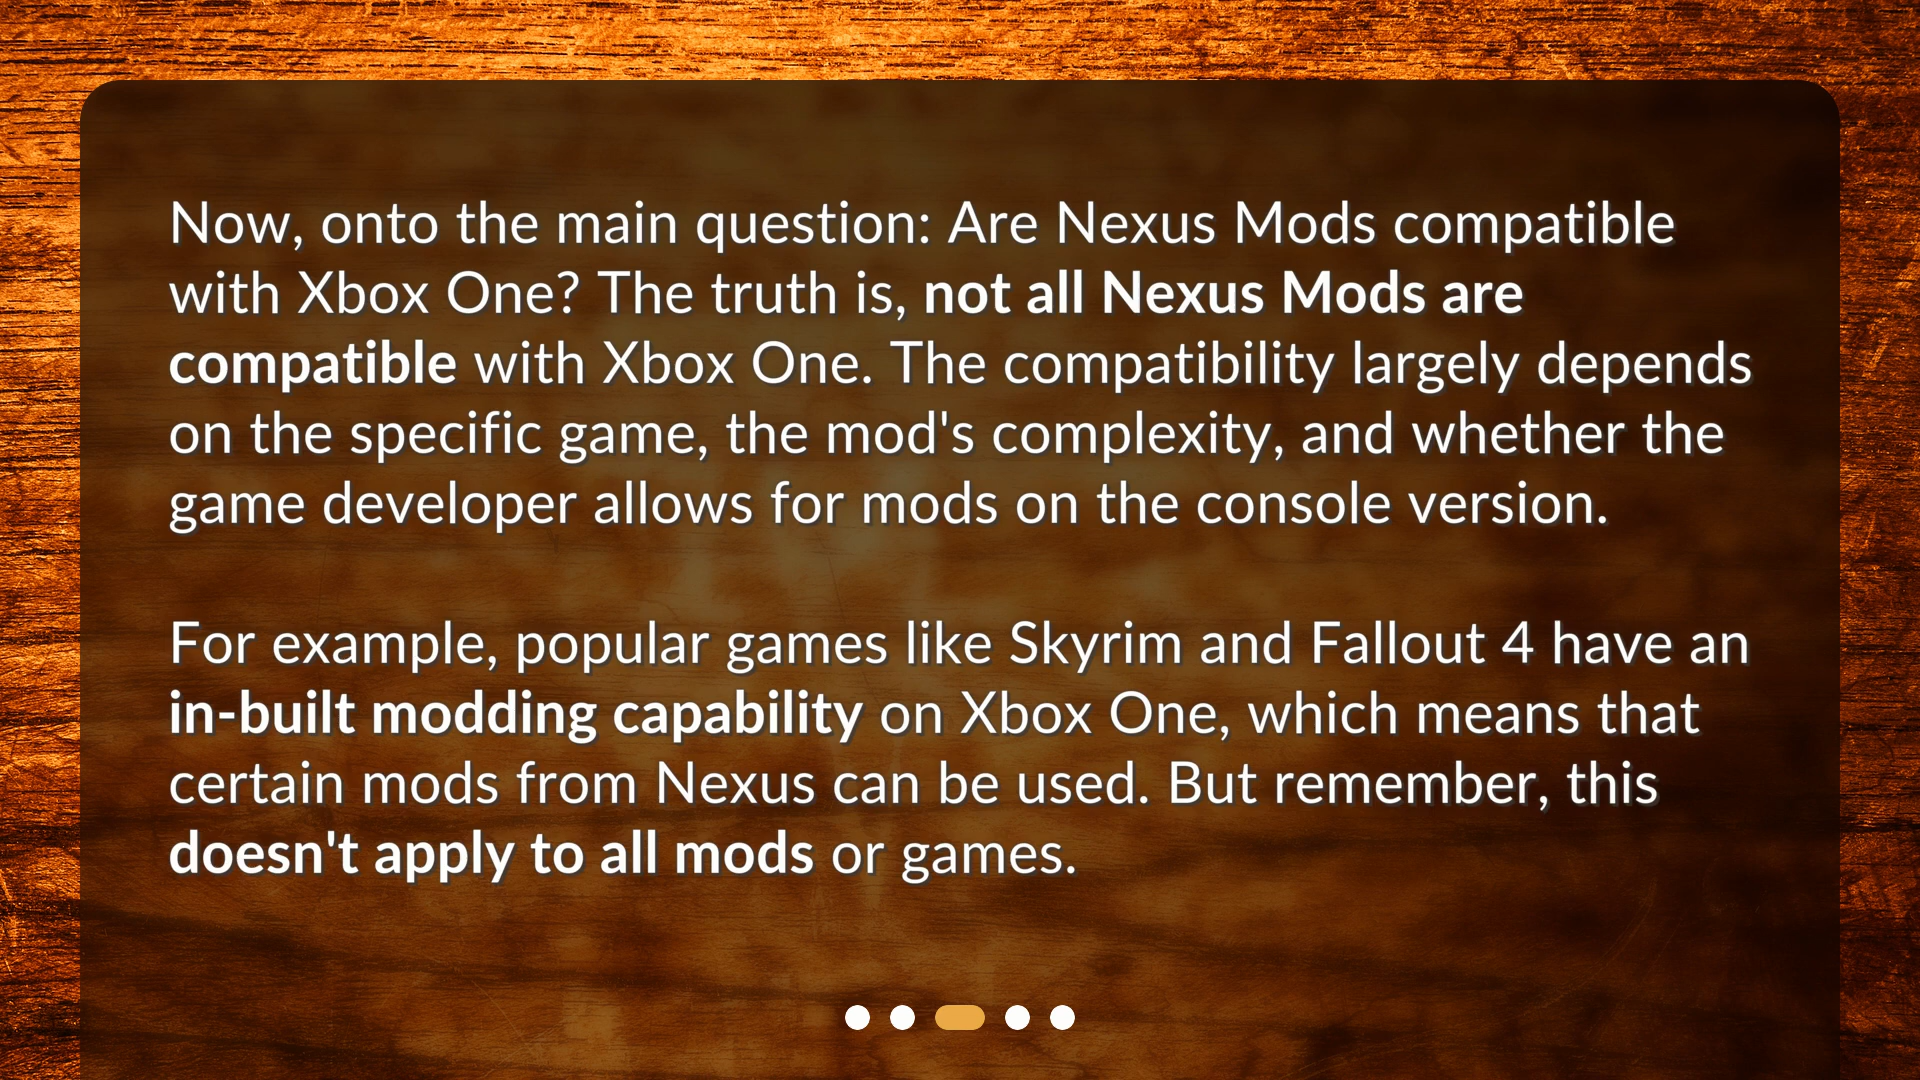 Now, onto the main question: Are Nexus Mods compatible
with Xbox One? The truth is, not all Nexus Mods are
compatible with Xbox One. The compatibility largely depends
on the specific game, the mod's complexity, and whether the
game developer allows for mods on the console version.
For example, popular games like Skyrim and Fallout 4 have an
in-built modding capability on Xbox One, which means that
certain mods from Nexus can be used. But remember, this
doesn't apply to all mods or games.